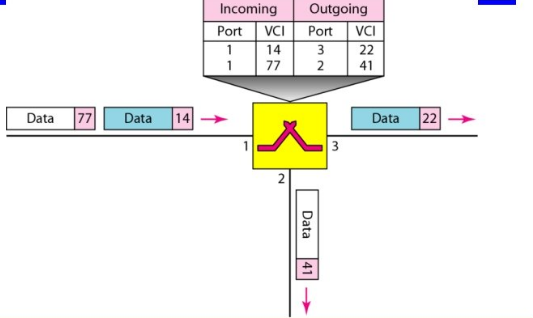 Incoming Outgoing
Port VCI Port VCI
1 14 3 22
1 77 2 41
Data 77 Data 14 Data 22
1 3
2
Data 41